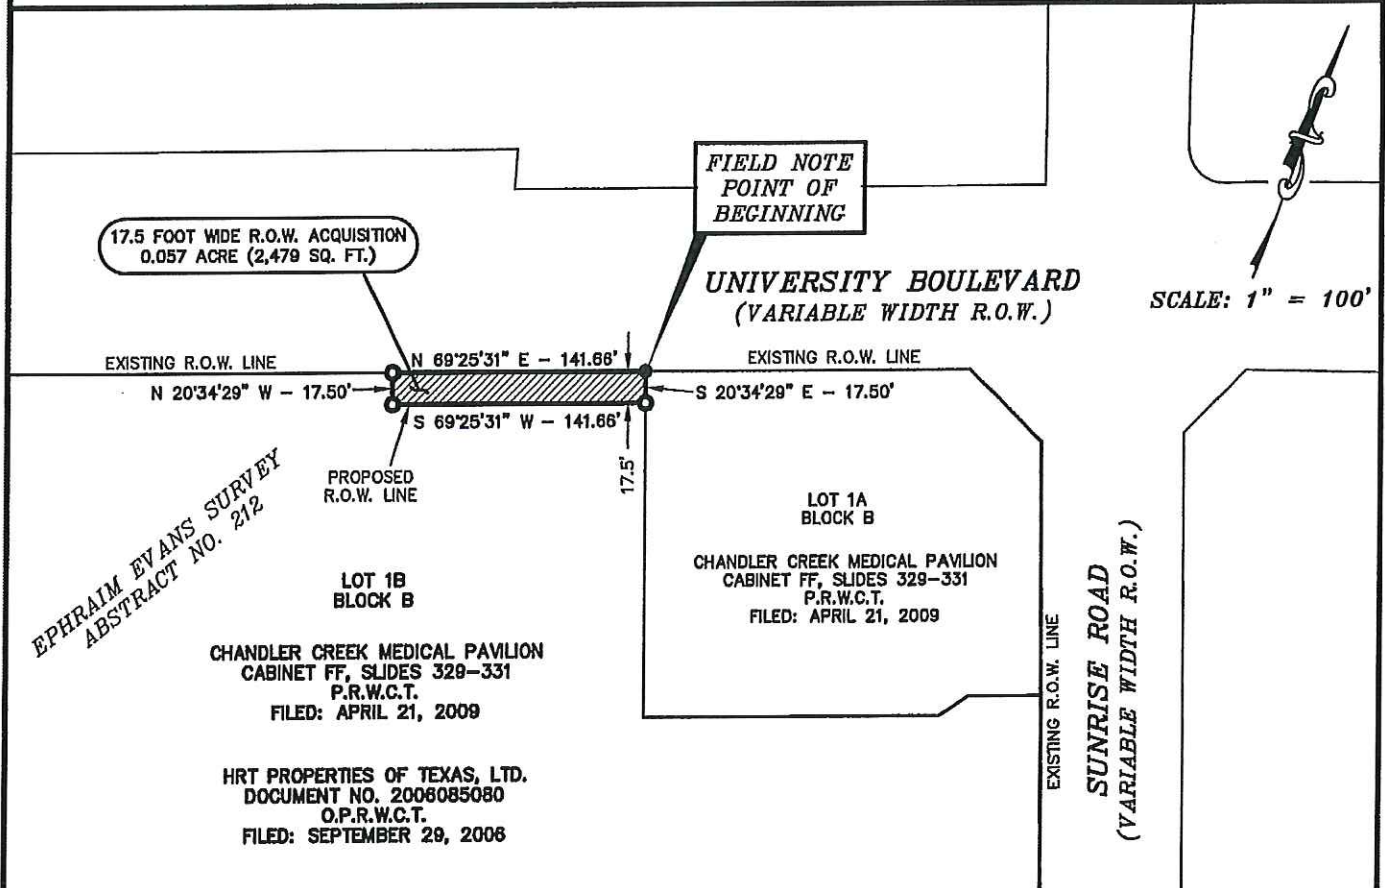 FIELD NOTE
POINT OF
BEGINNING
17.5 FOOT WIDE R.O.W. ACQUISITION
0.057 ACRE (2,479 SQ. FT.)
UNIVERSITY BOULEVARD
(VARIABLE WIDTH R.O.W.)
SCALE: 1" = 100'
EXISTING R.O.W. LINE
N 69°25'31" E - 141.66'
EXISTING R.O.W. LINE
N 20°34'29" W - 17.50'
S 20°34'29" E - 17.50'
S 69°25'31" W - 141.66'
17.5'
PROPOSED
R.O.W. LINE
EPHRAIM EVANS SURVEY
ABSTRACT NO. 212
LOT 1A
BLOCK B
CHANDLER CREEK MEDICAL PAVILION
CABINET FF, SLIDES 329-331
P.R.W.C.T.
FILED: APRIL 21, 2009
LOT 1B
BLOCK B
CHANDLER CREEK MEDICAL PAVILION
CABINET FF, SLIDES 329-331
P.R.W.C.T.
FILED: APRIL 21, 2009
HRT PROPERTIES OF TEXAS, LTD.
DOCUMENT NO. 2006085080
O.P.R.W.C.T.
FILED: SEPTEMBER 29, 2006
EXISTING R.O.W. LINE
SUNRISE ROAD
(VARIABLE WIDTH R.O.W.)